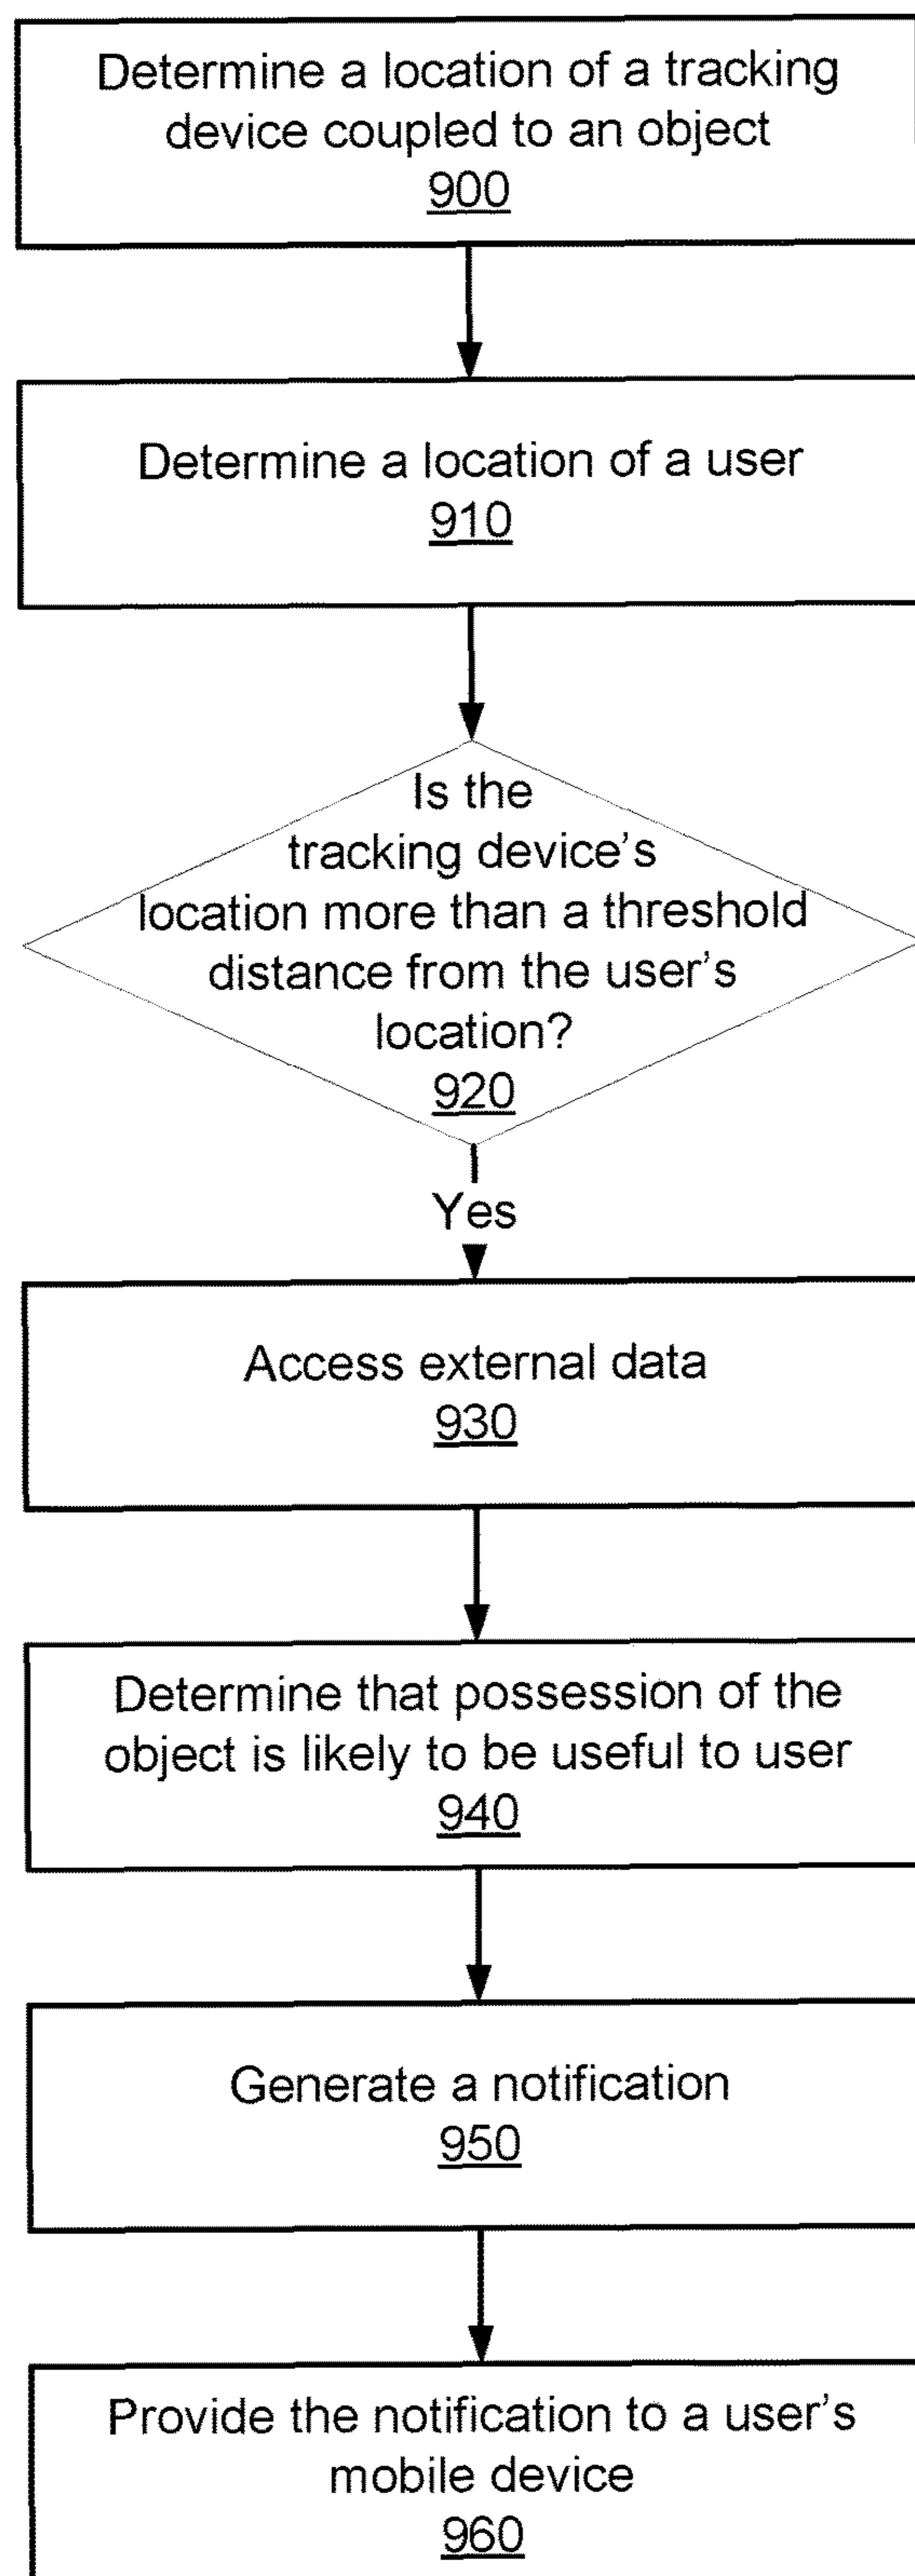 Determine a location of a tracking
device coupled to an object
900
Determine a location of a user
910
Is the
tracking device's
location more than a threshold
distance from the user's
location?
920
Yes
Access external data
930
Determine that possession of the
object is likely to be useful to user
940
Generate a notification
950
Provide the notification to a user's
mobile device
960